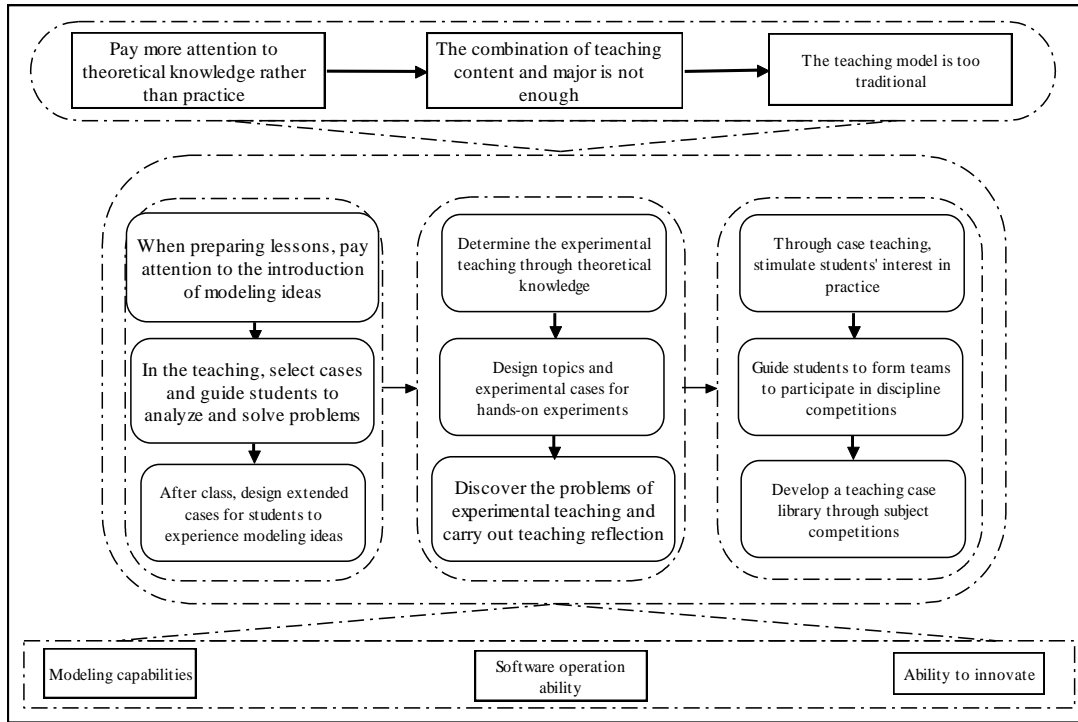 Pay more attention to
theoretical knowledge rather
than practice
The combination of teaching
content and major is not
enough
The teaching model is too
traditional
When preparing lessons, pay
attention to the introduction
of modeling ideas
In the teaching, select cases
and guide students to
analyze and solve problems
After class, design extended
cases for students to
experience modeling ideas
Determine the experimental
teaching through theoretical
knowledge
Design topics and
experimental cases for
hands-on experiments
Discover the problems of
experimental teaching and
carry out teaching reflection
Through case teaching,
stimulate students' interest in
practice
Guide students to form teams
to participate in discipline
competitions
Develop a teaching case
library through subject
competitions
Modeling capabilities
Software operation
ability
Ability to innovate